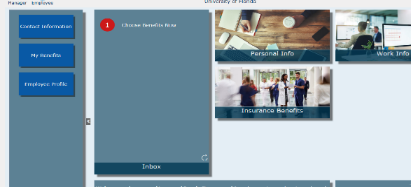 Manager Employee
University of Florida
Contact Information
My Benefits
Employee Profile
1 Choose Benefits Now
Inbox
Personal Info
Work Info
Insurance Benefits